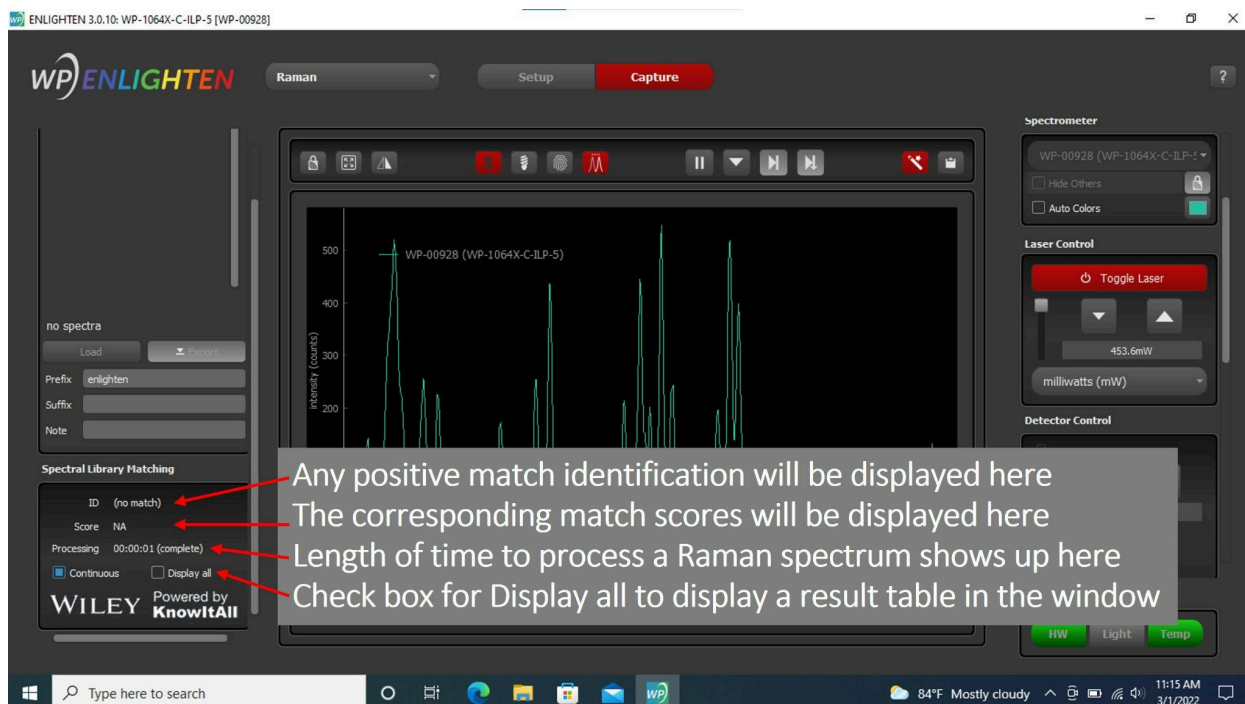 ENLIGHTEN 3.0.10: WP-1064X-C-ILP-5 [WP-00928]
WP ENLIGHTEN
Raman
Setup
Capture
?
no spectra
Load
Export
Prefix enlighten
Suffix
Note
Spectral Library Matching
ID (no match)
Score NA
Processing 00:00:01 (complete)
Continuous
Display all
WILEY
Powered by
KnowItAll
500
400
300
200
intensity (counts)
WP-00928 (WP-1064X-C-ILP-5)
Any positive match identification will be displayed here
The corresponding match scores will be displayed here
Length of time to process a Raman spectrum shows up here
Check box for Display all to display a result table in the window
Spectrometer
WP-00928 (WP-1064X-C-ILP-5
Hide Others
Auto Colors
Laser Control
Toggle Laser
453.6mW
milliwatts (mW)
Detector Control
HW
Light
Temp
Type here to search
WP
84°F Mostly cloudy
11:15 AM
3/1/2022